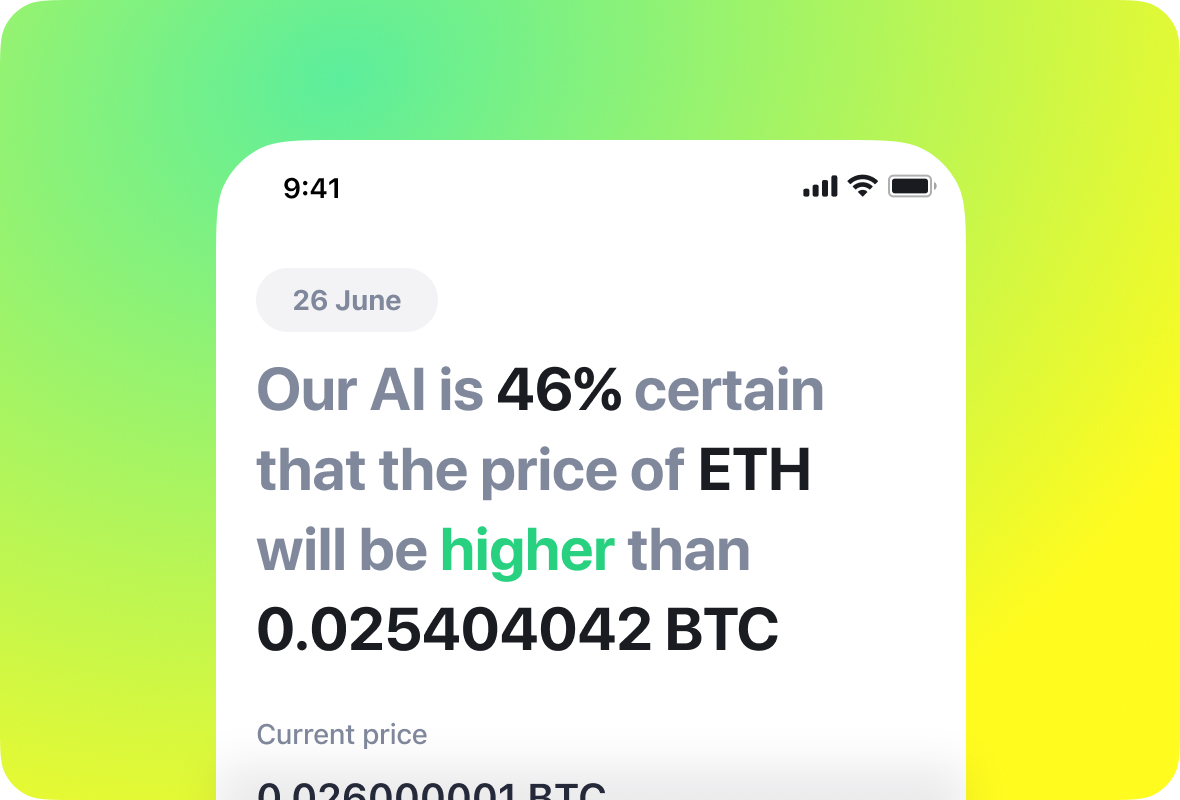 9:41
26 June
Our AI is 46% certain
that the price of ETH
will be higher than
0.025404042 BTC
Current price
0.026000001 BTC